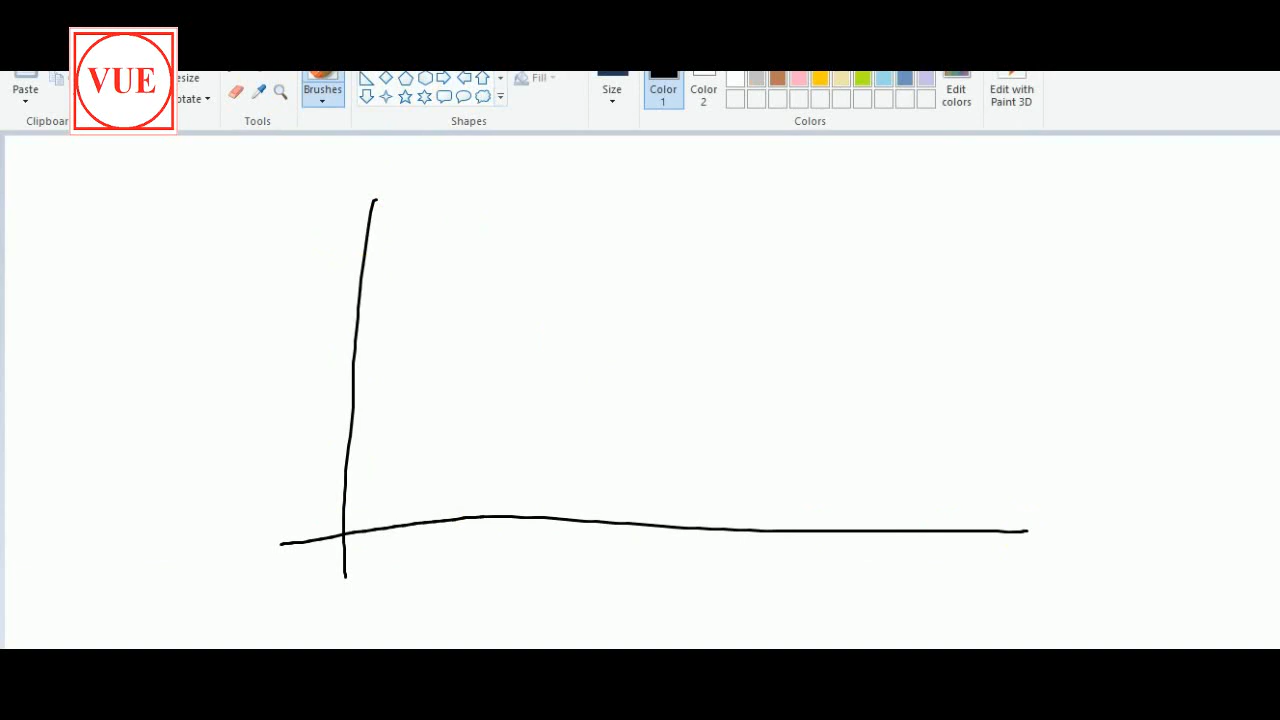 VUE
esize
otate
Paste
Brushes
Fill
Size
Color
1
Color
2
Edit
colors
Edit with
Paint 3D
Clipboar
Tools
Shapes
Colors